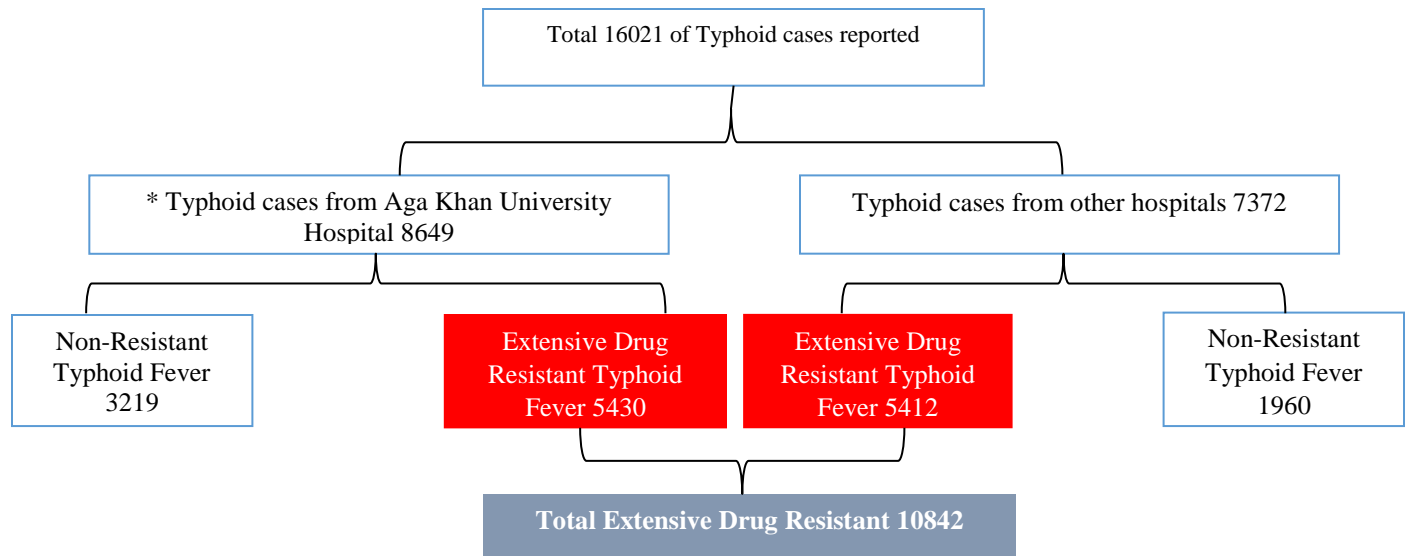 Total 16021 of Typhoid cases reported
* Typhoid cases from Aga Khan University
Hospital 8649
Typhoid cases from other hospitals 7372
Non-Resistant
Typhoid Fever
3219
Extensive Drug
Resistant Typhoid
Fever 5430
Extensive Drug
Resistant Typhoid
Fever 5412
Non-Resistant
Typhoid Fever
1960
Total Extensive Drug Resistant 10842